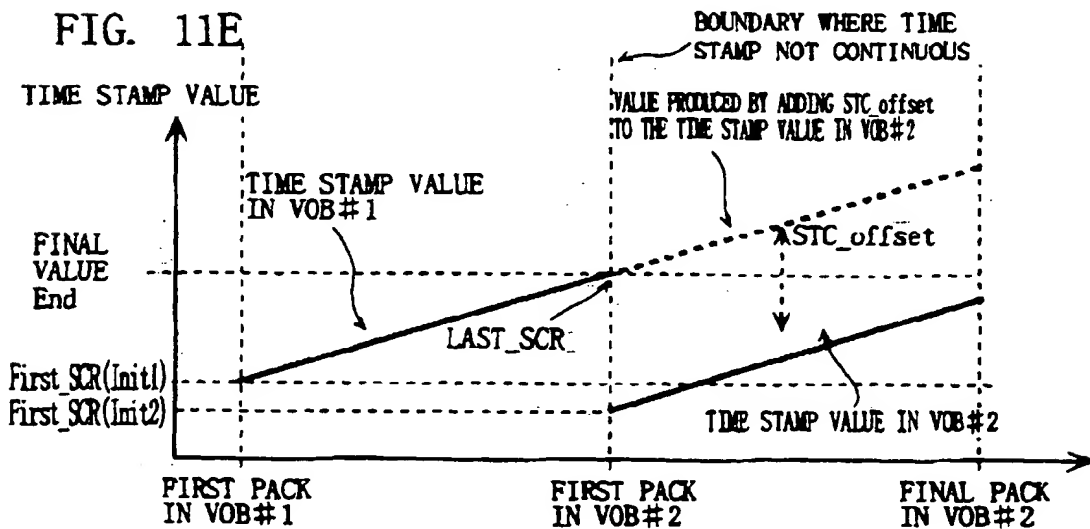 FIG. 11E
BOUNDARY WHERE TIME
STAMP NOT CONTINUOUS
TIME STAMP VALUE
VALUE PRODUCED BY ADDING STC_offset
TO THE TIME STAMP VALUE IN VOB#2
TIME STAMP VALUE
IN VOB#1
STC_offset
FINAL
VALUE
End
LAST_SCR
First_SCR(Init1)
First_SCR(Init2)
TIME STAMP VALUE IN VOB#2
FIRST PACK
IN VOB#1
FIRST PACK
IN VOB#2
FINAL PACK
IN VOB#2